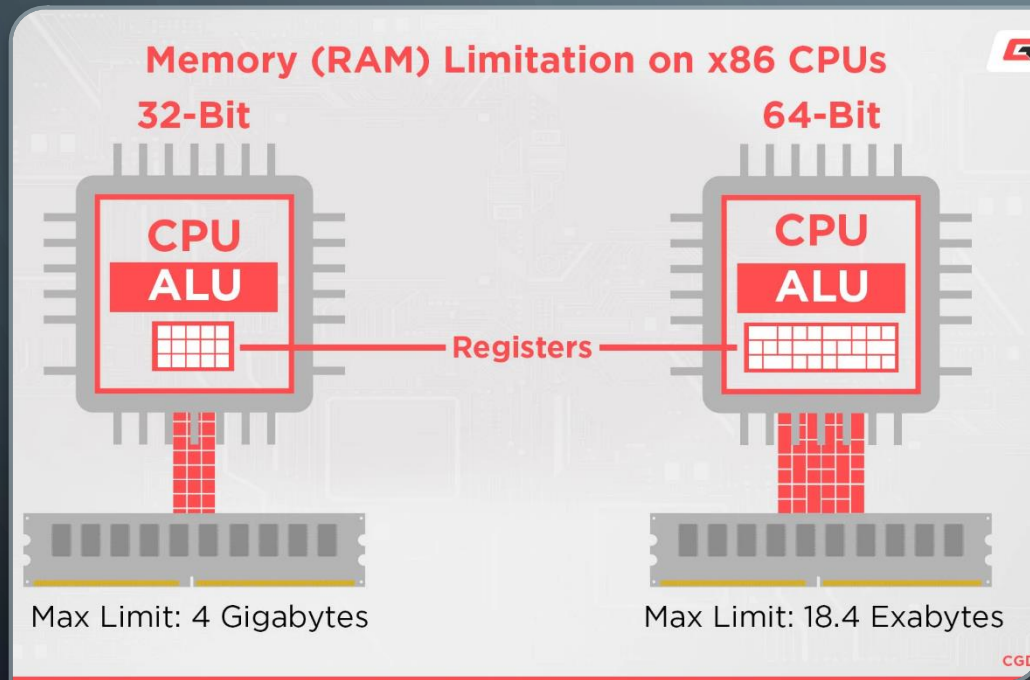 Memory (RAM) Limitation on x86 CPUs
32-Bit
64-Bit
CPU
ALU
CPU
ALU
Registers
Max Limit: 4 Gigabytes
Max Limit: 18.4 Exabytes